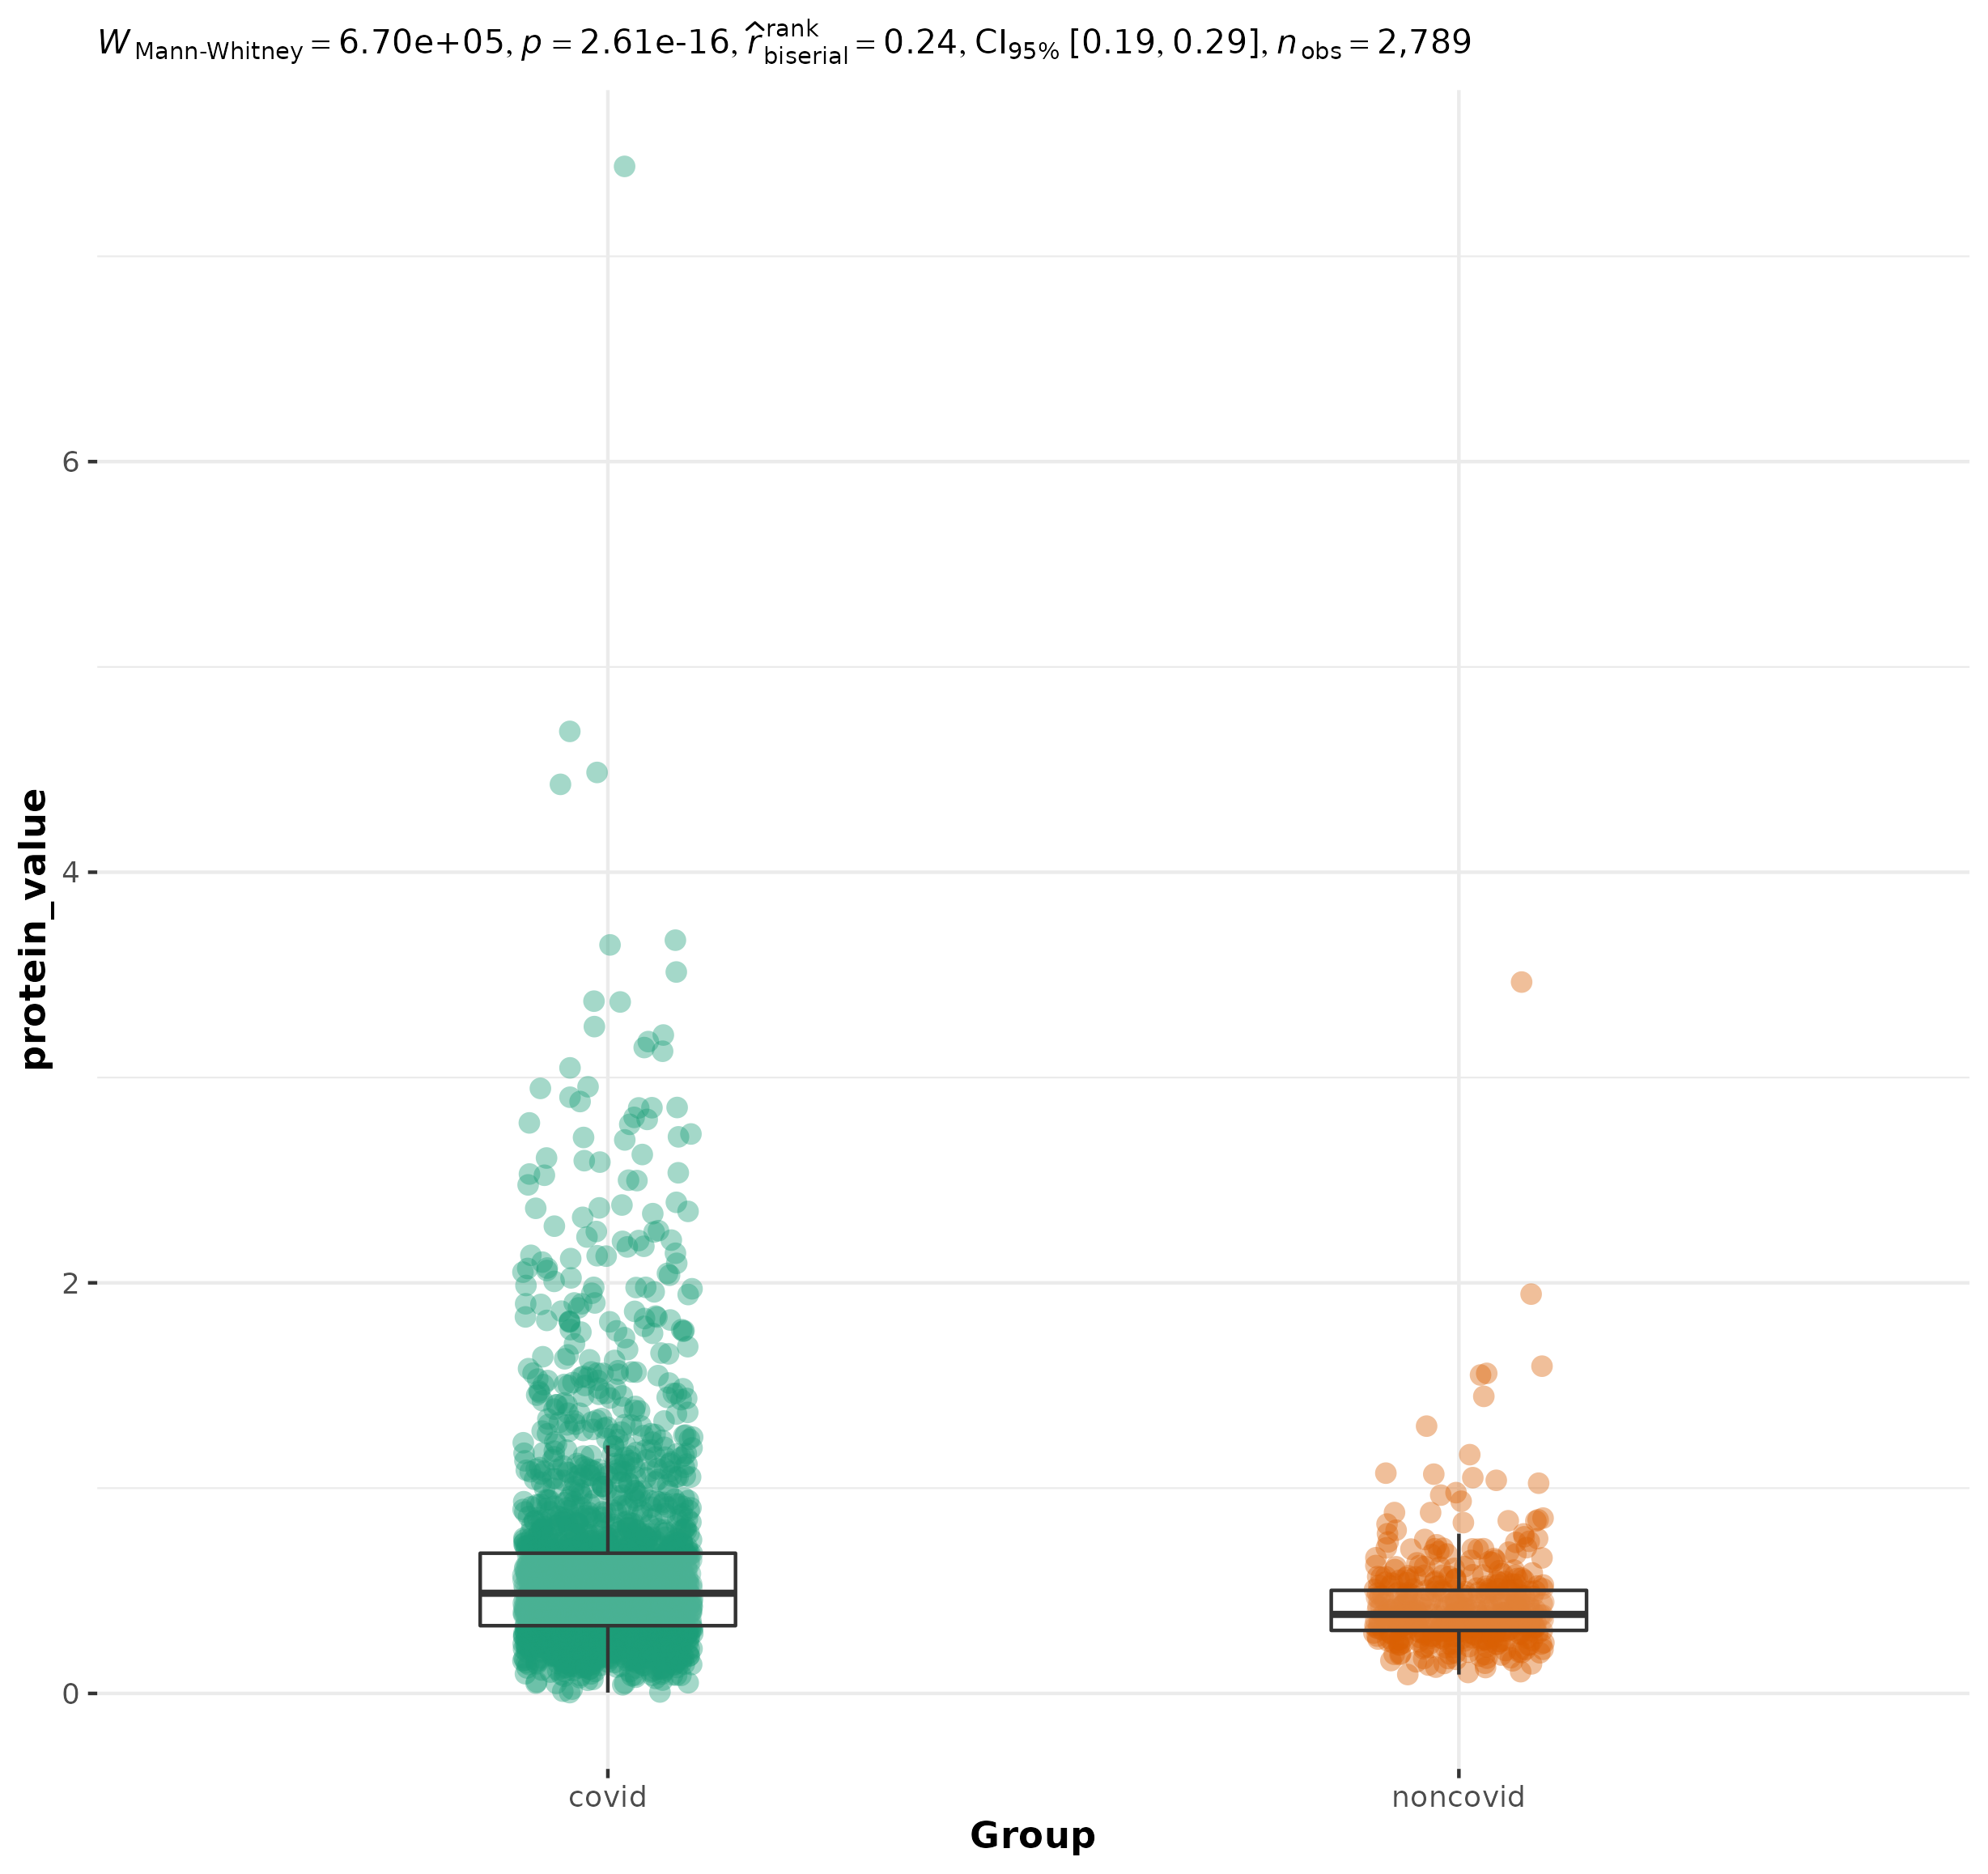 W Mann-Whitney = 6.70e+05, p = 2.61e-16, r̂ rank biserial = 0.24, CI95% [0.19, 0.29], nobs = 2,789
6
4
2
0
protein_value
covid noncovid
Group